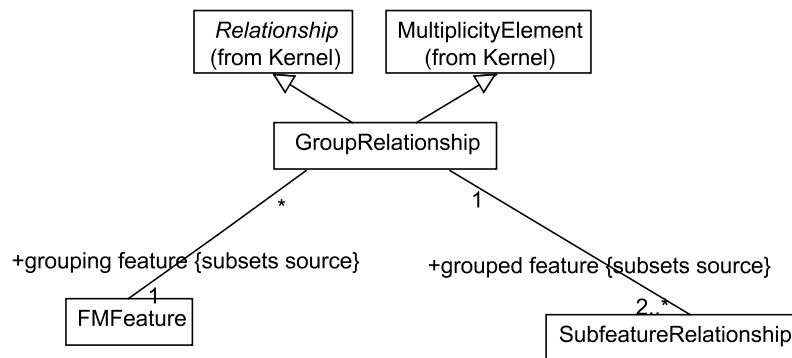 Relationship
(from Kernel)
MultiplicityElement
(from Kernel)
GroupRelationship
*
1
+grouping feature {subsets source}
+grouped feature {subsets source}
1
2..*
FMFeature
SubfeatureRelationship